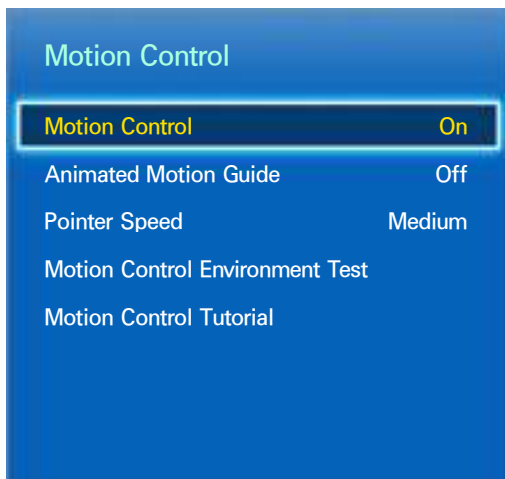 Motion Control
Motion Control On
Animated Motion Guide Off
Pointer Speed Medium
Motion Control Environment Test
Motion Control Tutorial